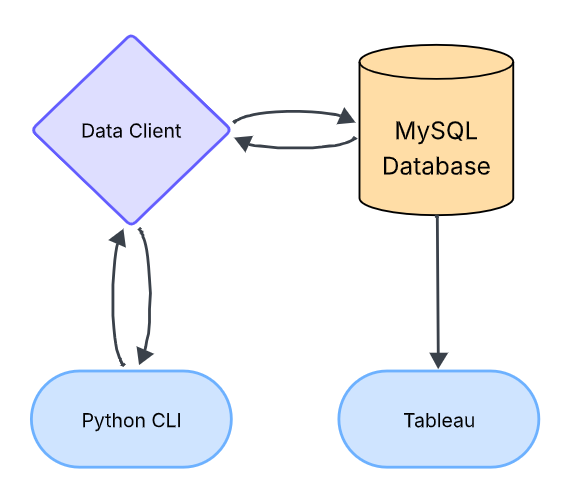 Data Client
MySQL
Database
Python CLI
Tableau